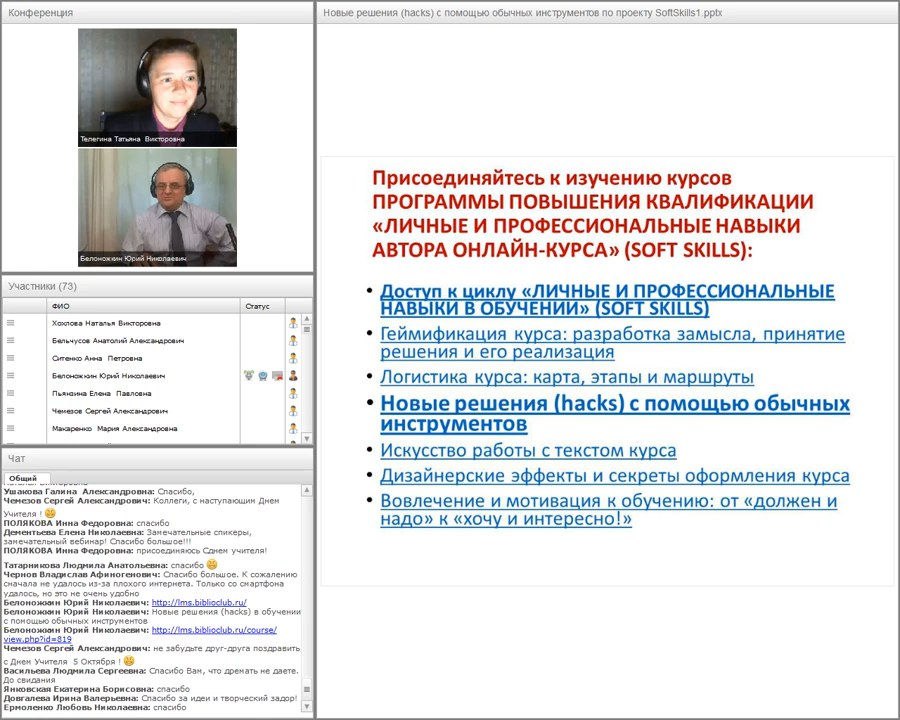 Конференция
Телегина Татьяна Викторовна
Белоножкин Юрий Николаевич
Участники (73)
ФИО
Статус
Хохлова Наталья Викторовна
Бельчусов Анатолий Александрович
Ситенко Анна Петровна
Белоножкин Юрий Николаевич
Пьянзина Елена Павловна
Чемезов Сергей Александрович
Макаренко Мария Александровна
Чат
Общий
Ушакова Галина Александровна: Спасибо,
Чемезов Сергей Александрович: Коллеги, с наступающим Днем
Учителя !
ПОЛЯКОВА Инна Федоровна: спасибо
Дементьева Елена Николаевна: Замечательные спикеры,
замечательный вебинар! Спасибо большое!!!
ПОЛЯКОВА Инна Федоровна: присоединяюсь Сднем учителя!
Татарникова Людмила Анатольевна: спасибо
Чернов Владислав Афиногенович: Спасибо большое. К сожалению
сначала не удалось из-за плохого интернета. Только со смартфона
удалось, но это не очень удобно
Белоножкин Юрий Николаевич: http://lms.biblioclub.ru/
Белоножкин Юрий Николаевич: Новые решения (hacks) в обучении
с помощью обычных инструментов
Белоножкин Юрий Николаевич: http://lms.biblioclub.ru/course/
view.php?id=819
Чемезов Сергей Александрович: не забудьте друг-друга поздравить
с Днем Учителя 5 Октября !
Васильева Людмила Сергеевна: Спасибо Вам, что дремать не даете.
До свидания
Янковская Екатерина Борисовна: спасибо
Довгалева Ирина Валерьевна: Спасибо за идеи и творческий задор!
Ермоленко Любовь Николаевна: спасибо
Новые решения (hacks) с помощью обычных инструментов по проекту SoftSkills1.pptx
Присоединяйтесь к изучению курсов
ПРОГРАММЫ ПОВЫШЕНИЯ КВАЛИФИКАЦИИ
«ЛИЧНЫЕ И ПРОФЕССИОНАЛЬНЫЕ НАВЫКИ
АВТОРА ОНЛАЙН-КУРСА» (SOFT SKILLS):
• Доступ к циклу «ЛИЧНЫЕ И ПРОФЕССИОНАЛЬНЫЕ
НАВЫКИ В ОБУЧЕНИИ» (SOFT SKILLS)
• Геймификация курса: разработка замысла, принятие
решения и его реализация
• Логистика курса: карта, этапы и маршруты
• Новые решения (hacks) с помощью обычных
инструментов
• Искусство работы с текстом курса
• Дизайнерские эффекты и секреты оформления курса
• Вовлечение и мотивация к обучению: от «должен и
надо» к «хочу и интересно!»